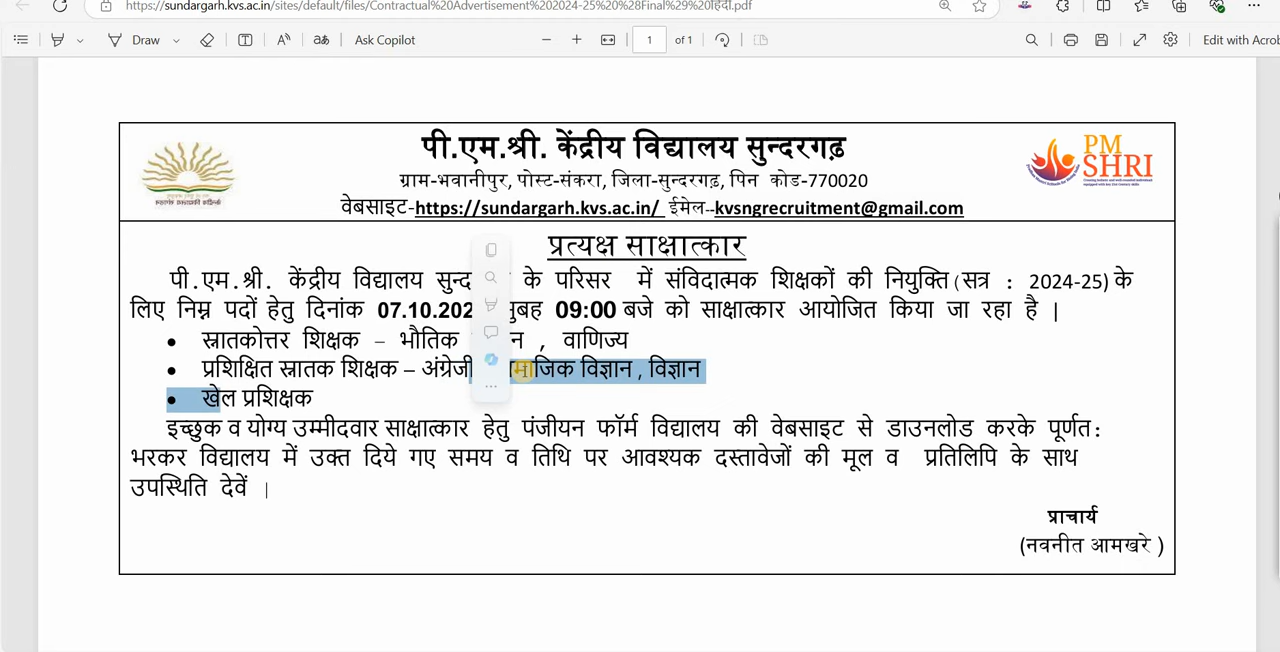 https://sundargarh.kvs.ac.in/sites/default/files/Contractual%20Advertisement%202024-25%20%28Final%29%20हिंदी.pdf
Draw Ask Copilot 1 of 1 Edit with Acrob
पी.एम.श्री. केंद्रीय विद्यालय सुन्दरगढ़
ग्राम-भवानीपुर, पोस्ट-संकरा, जिला-सुन्दरगढ़, पिन कोड-770020
वेबसाइट-https://sundargarh.kvs.ac.in/ ईमेल--kvsngrecruitment@gmail.com
PM SHRI
प्रत्यक्ष साक्षात्कार
पी.एम.श्री. केंद्रीय विद्यालय सुन्द के परिसर में संविदात्मक शिक्षकों की नियुक्ति (सत्र : 2024-25) के
लिए निम्न पदों हेतु दिनांक 07.10.202 सुबह 09:00 बजे को साक्षात्कार आयोजित किया जा रहा है |
• स्नातकोत्तर शिक्षक – भौतिक न , वाणिज्य
• प्रशिक्षित स्नातक शिक्षक – अंग्रेजी जिक विज्ञान , विज्ञान
• खेल प्रशिक्षक
इच्छुक व योग्य उम्मीदवार साक्षात्कार हेतु पंजीयन फॉर्म विद्यालय की वेबसाइट से डाउनलोड करके पूर्णत:
भरकर विद्यालय में उक्त दिये गए समय व तिथि पर आवश्यक दस्तावेजों की मूल व प्रतिलिपि के साथ
उपस्थिति देवें |
प्राचार्य
(नवनीत आमखरे )